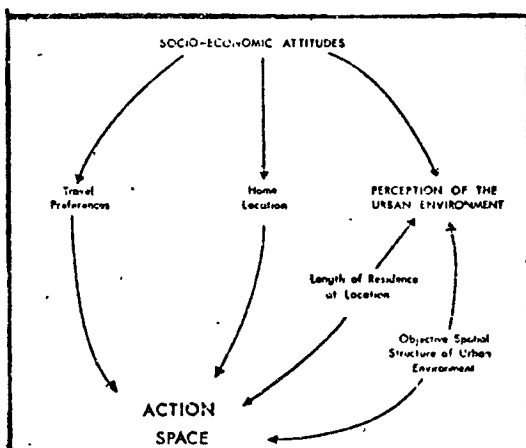 SOCIO-ECONOMIC ATTITUDES
Travel
Preferences
Home
Location
PERCEPTION OF THE
URBAN ENVIRONMENT
Length of Residence
at Location
Objective Spatial
Structure of Urban
Environment
ACTION
SPACE